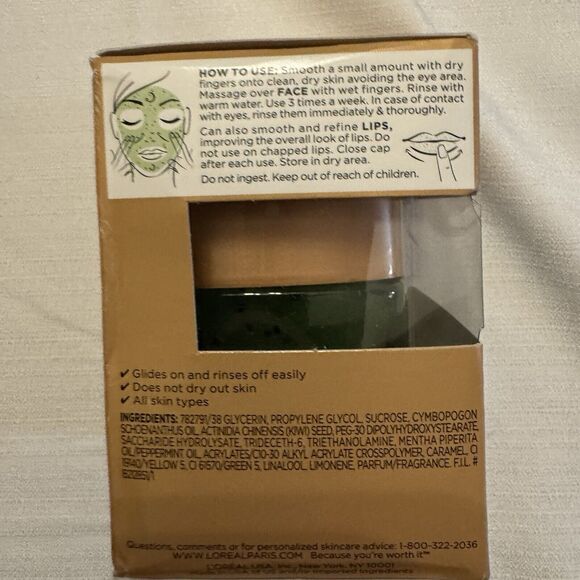 HOW TO USE: Smooth a small amount with dry
fingers onto clean, dry skin avoiding the eye area.
Massage over FACE with wet fingers. Rinse with
warm water. Use 3 times a week. In case of contact
with eyes, rinse them immediately & thoroughly.
Can also smooth and refine LIPS,
improving the overall look of lips. Do
not use on chapped lips. Close cap
after each use. Store in dry area.
Do not ingest. Keep out of reach of children.
✔ Glides on and rinses off easily
✔ Does not dry out skin
✔ All skin types
INGREDIENTS: 782791/38 GLYCERIN, PROPYLENE GLYCOL, SUCROSE, CYMBOPOGON
SCHOENANTHUS OIL, ACTINIDIA CHINENSIS (KIWI) SEED, PEG-30 DIPOLYHYDROXYSTEARATE,
SACCHARIDE HYDROLYSATE, TRIDECETH-6, TRIETHANOLAMINE, MENTHA PIPERITA
OIL/PEPPERMINT OIL, ACRYLATES/C10-30 ALKYL ACRYLATE CROSSPOLYMER, CARAMEL, CI
19140/YELLOW 5, CI 61570/GREEN 5, LINALOOL, LIMONENE, PARFUM/FRAGRANCE. F.I.L. #
Questions, comments or for personalized skincare advice: 1-800-322-2036
WWW.LOREALPARIS.COM Because you're worth it™
L'ORÉAL USA, Inc., New York, NY 10001